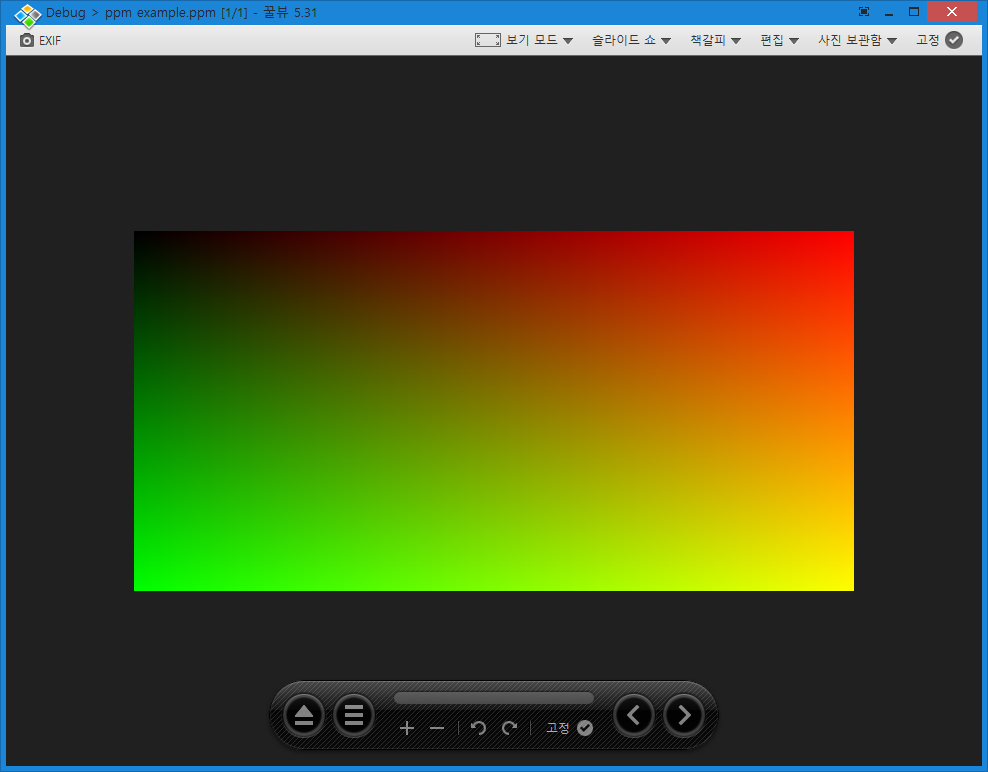 Debug > ppm example.ppm [1/1] - 꿀뷰 5.31
EXIF 보기 모드 슬라이드 쇼 책갈피 편집 사진 보관함 고정
고정